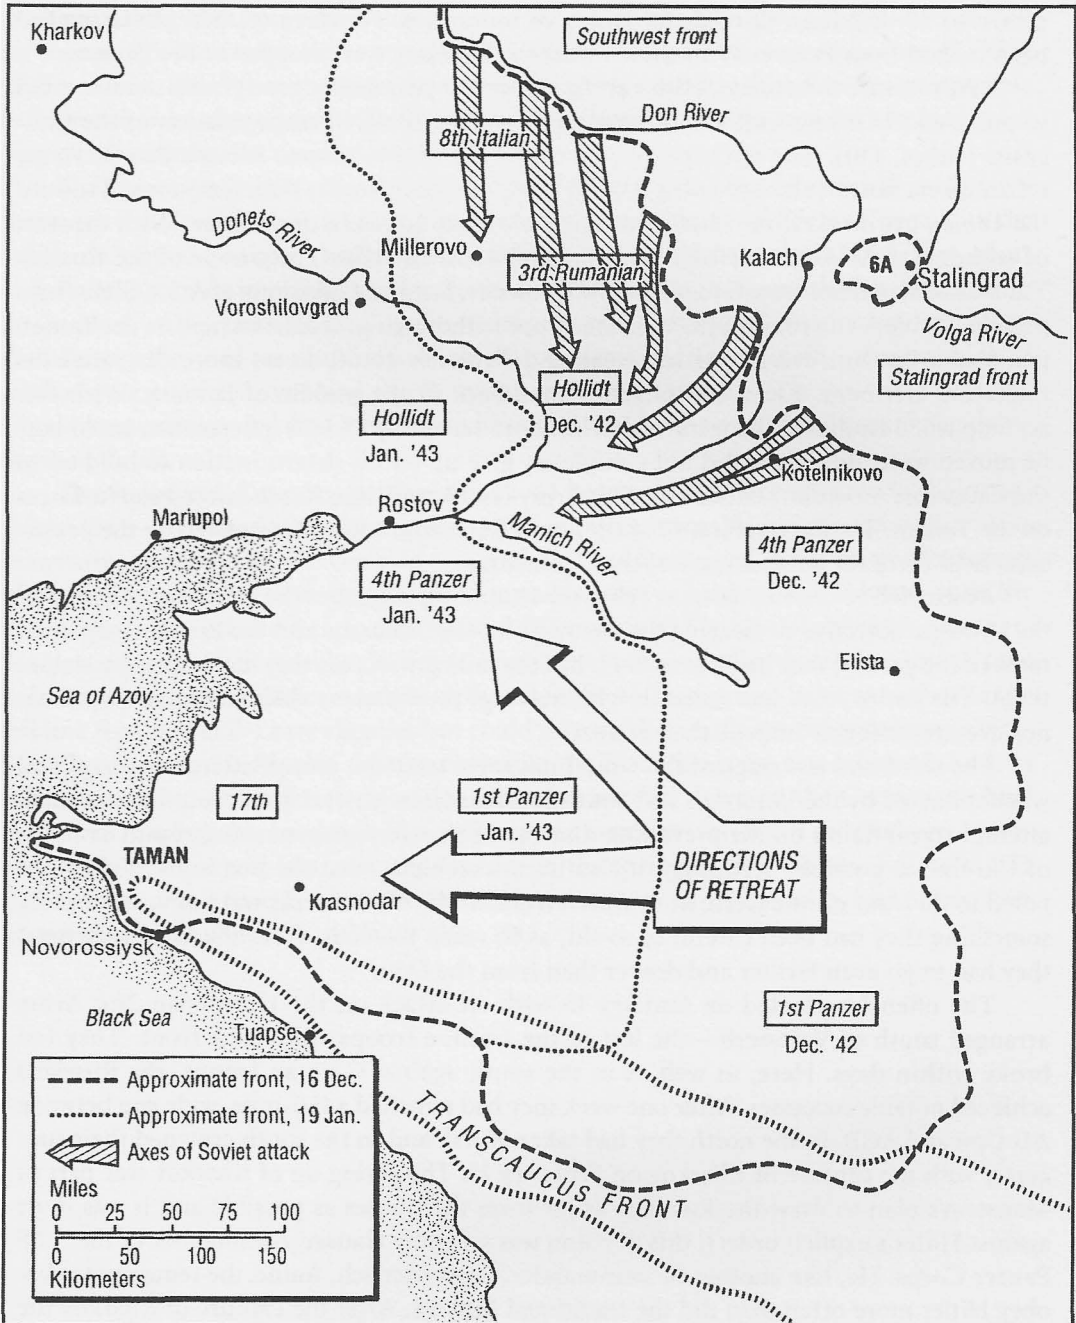 Kharkov
Southwest front
Don River
8th Italian
Donets River
Millerovo
3rd Rumanian
Kalach
6A
Stalingrad
Voroshilovgrad
Volga River
Stalingrad front
Hollidt
Dec. '42
Hollidt
Jan. '43
Kotelnikovo
Mariupol
Rostov
Manich River
4th Panzer
Dec. '42
4th Panzer
Jan. '43
Elista
Sea of Azov
17th
1st Panzer
Jan. '43
TAMAN
DIRECTIONS
OF RETREAT
Krasnodar
Novorossiysk
Black Sea
Tuapse
1st Panzer
Dec. '42
TRANSCAUCUS FRONT
Approximate front, 16 Dec.
Approximate front, 19 Jan.
Axes of Soviet attack
Miles
0 25 50 75 100
0 50 100 150
Kilometers